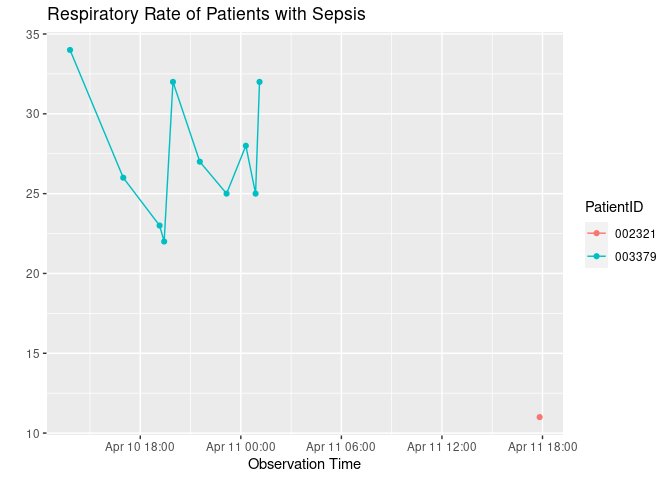 Respiratory Rate of Patients with Sepsis
35
30
25
20
15
10
Apr 10 18:00 Apr 11 00:00 Apr 11 06:00 Apr 11 12:00 Apr 11 18:00
Observation Time
PatientID
002321
003379